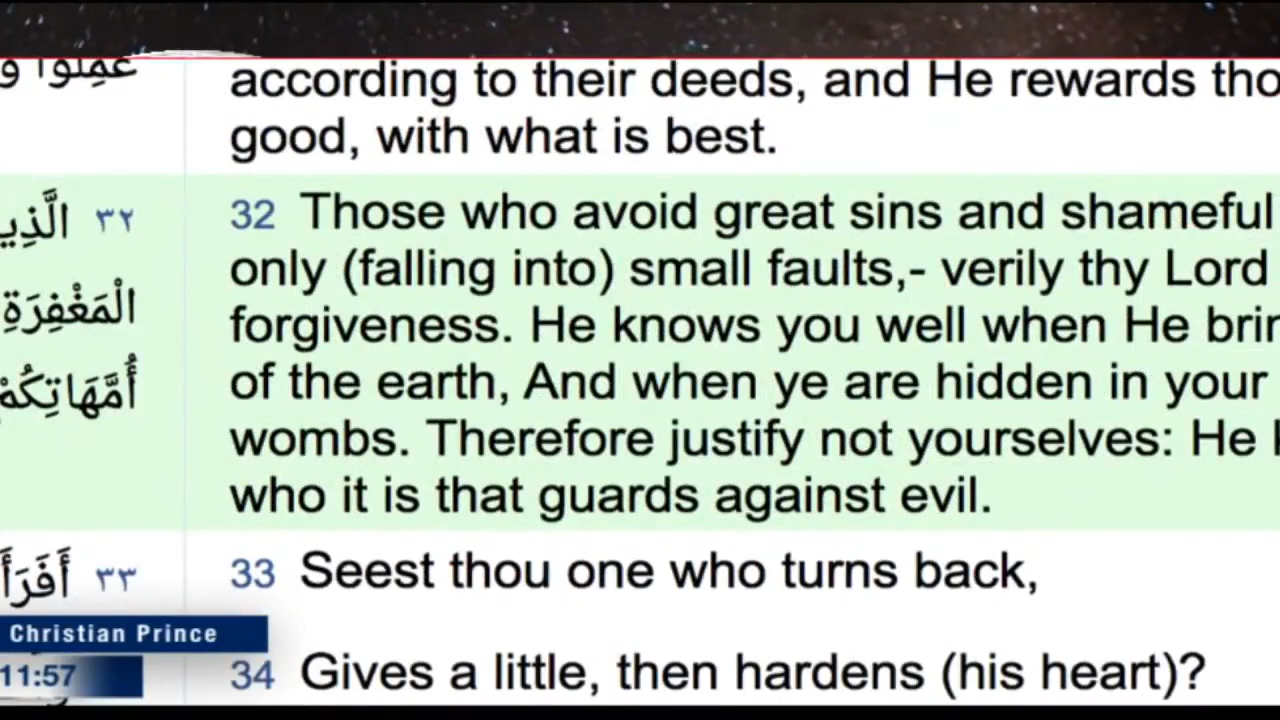 عَمِلُوا
according to their deeds, and He rewards
good, with what is best.
٣٢
32 Those who avoid great sins and shameful
only (falling into) small faults,- verily thy Lord
الْمَغْفِرَةِ
forgiveness. He knows you well when He
أُمَّهَاتِكُمْ
of the earth, And when ye are hidden in your
wombs. Therefore justify not yourselves: He
who it is that guards against evil.
٣٣
33 Seest thou one who turns back,
Christian Prince
11:57
34 Gives a little, then hardens (his heart)?